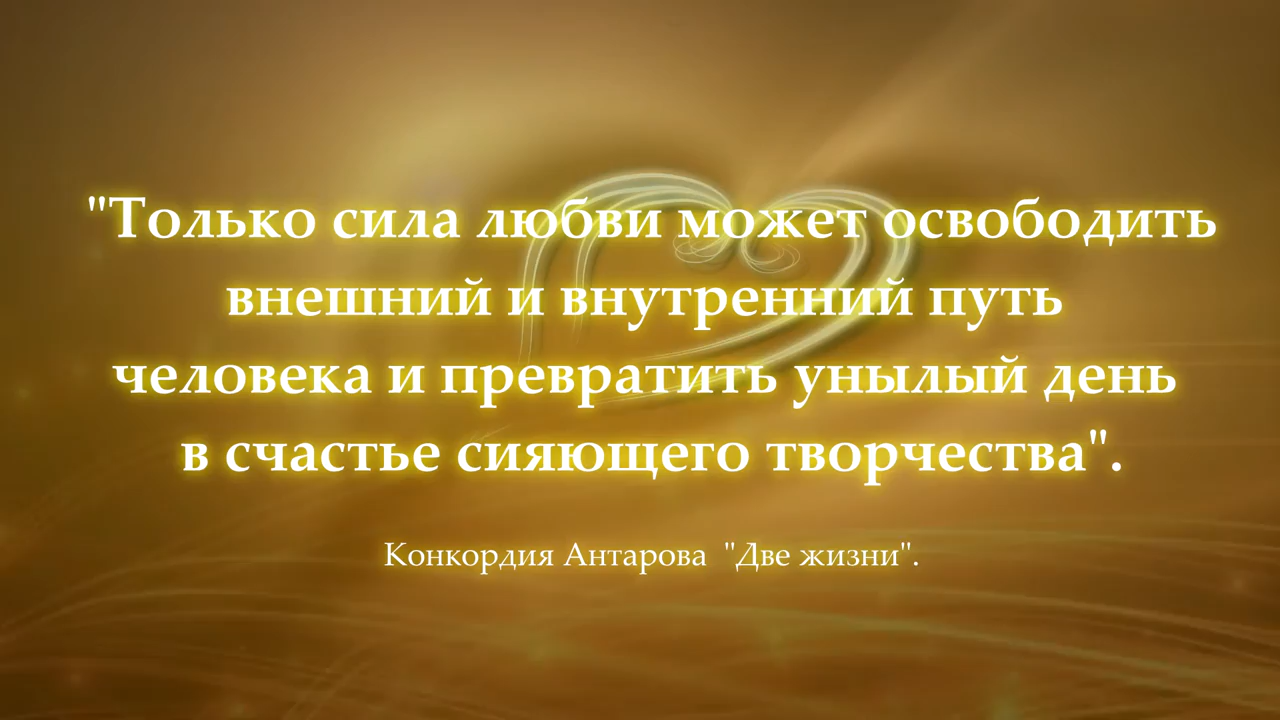 "Только сила любви может освободить
внешний и внутренний путь
человека и превратить унылый день
в счастье сияющего творчества".
Конкордия Антарова "Две жизни".